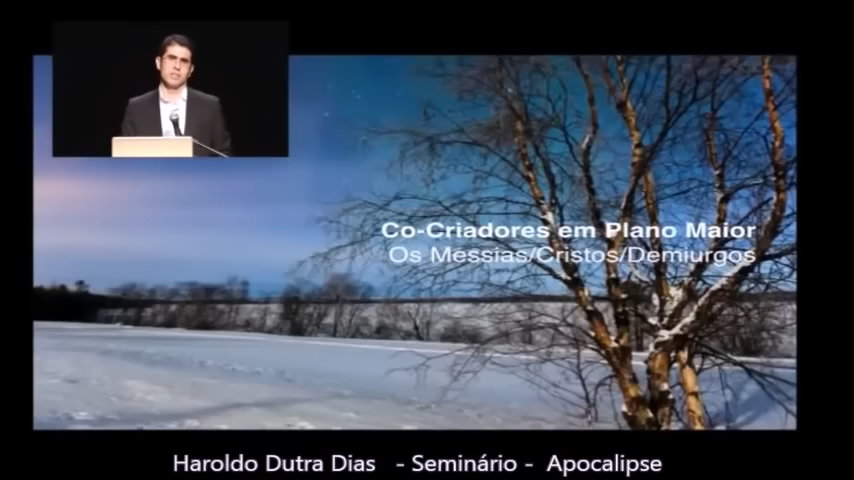 Co-Criadores em Plano Maior
Os Messias/Cristos/Demiurgos
Haroldo Dutra Dias - Seminário - Apocalipse